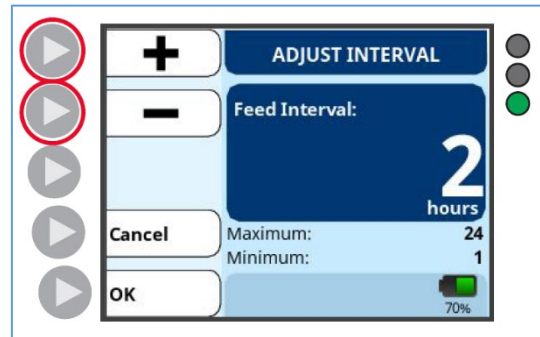 +
ADJUST INTERVAL
−
Feed Interval:
2
hours
Cancel
Maximum: 24
Minimum: 1
OK
70%